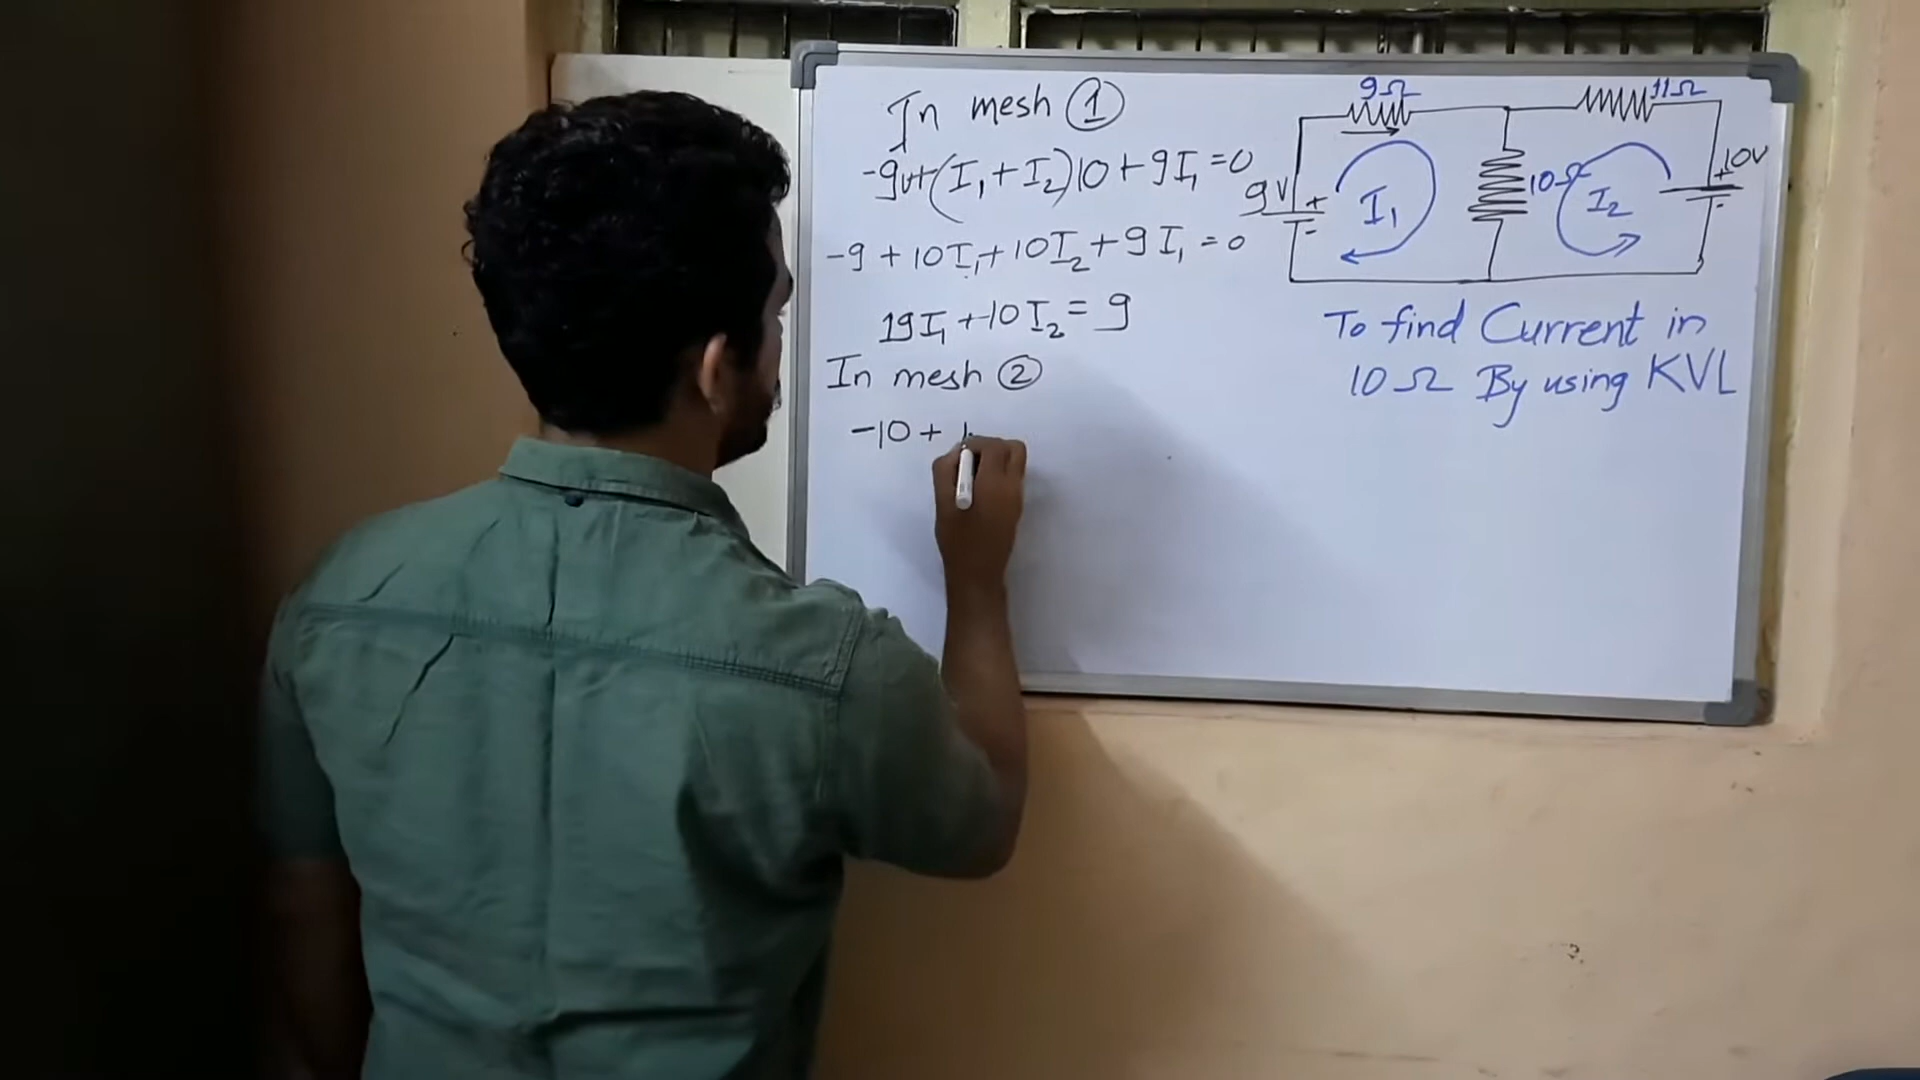 In mesh ①
-9v+(I₁+I₂)10+9I₁=0
-9+10I₁+10I₂+9I₁=0
19I₁+10I₂=9
In mesh ②
-10+
9Ω
11Ω
9V
+
-
I₁
10Ω
I₂
10V
+
-
To find Current in
10Ω By using KVL